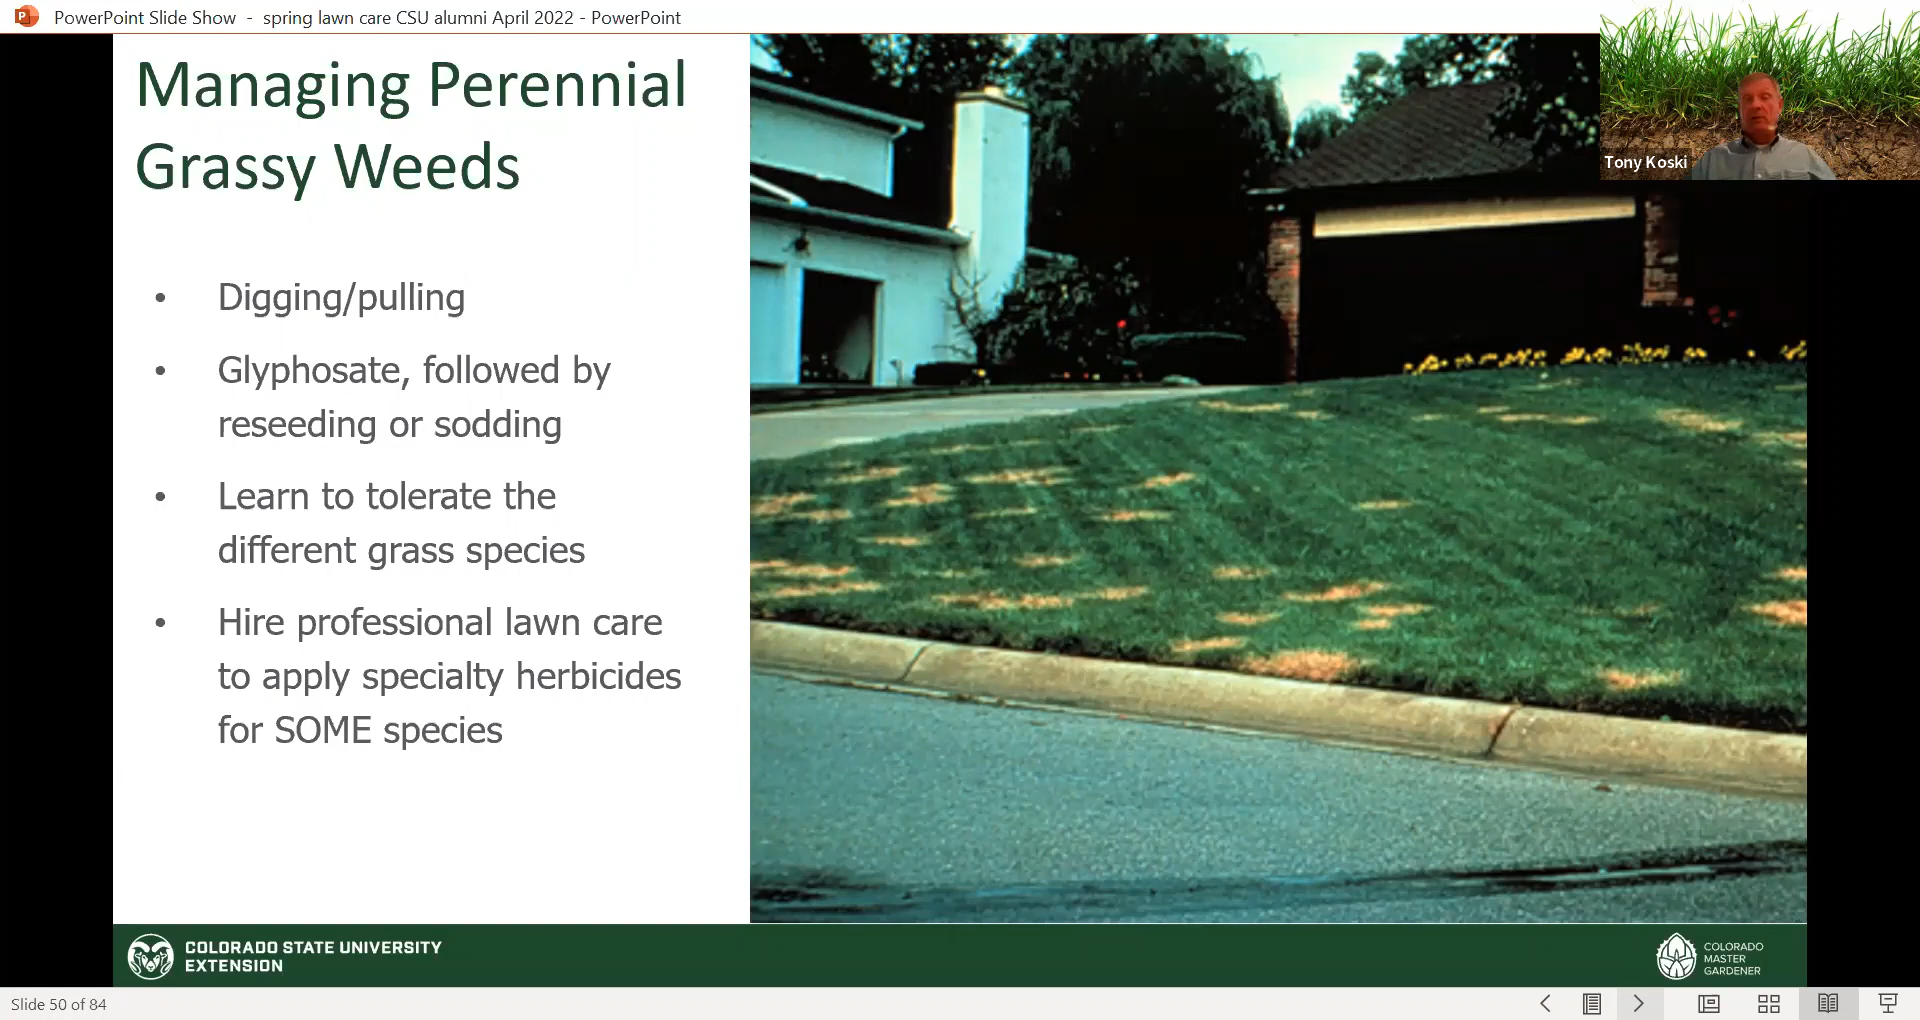 PowerPoint Slide Show - spring lawn care CSU alumni April 2022 - PowerPoint
Managing Perennial
Grassy Weeds
• Digging/pulling
• Glyphosate, followed by
reseeding or sodding
• Learn to tolerate the
different grass species
• Hire professional lawn care
to apply specialty herbicides
for SOME species
Tony Koski
COLORADO STATE UNIVERSITY
EXTENSION
COLORADO
MASTER
GARDENER
Slide 50 of 84